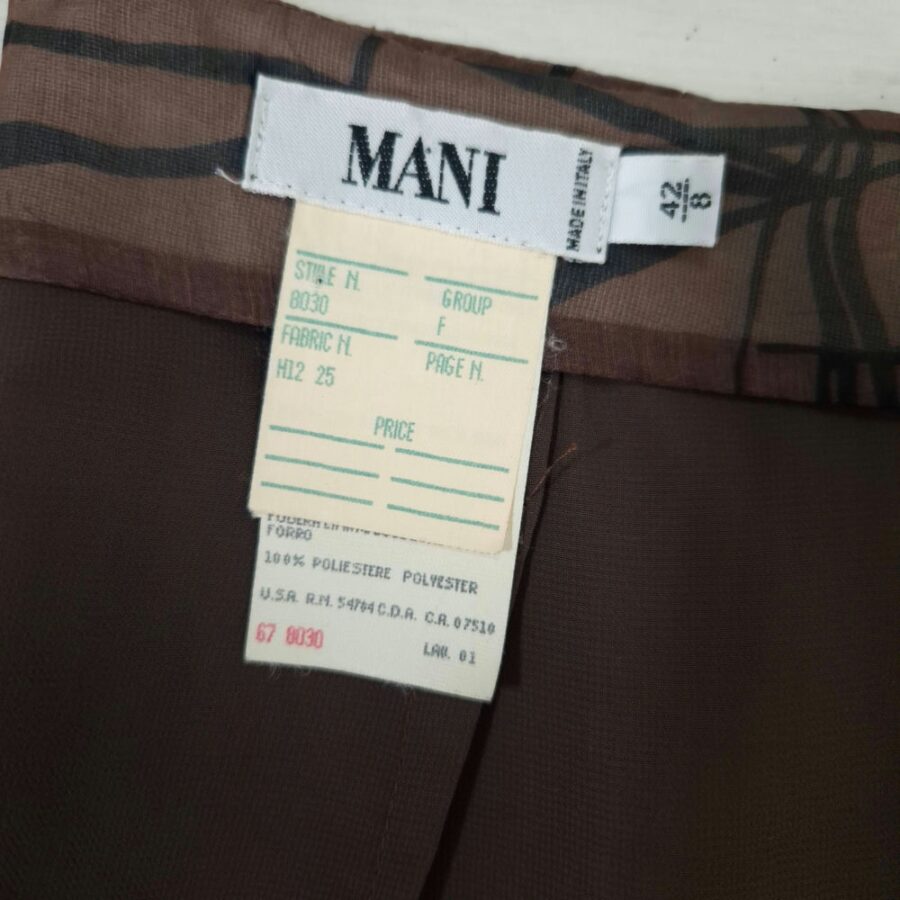 MANI
MADE IN ITALY
42
8
STYLE N.
8030
GROUP
F
FABRIC N.
H12 25
PAGE N.
PRICE
FORRO
100% POLIESTERE POLYESTER
U.S.A. R.N. 54764 C.D.A. C.A. 07510
67 8030
LAV. 01